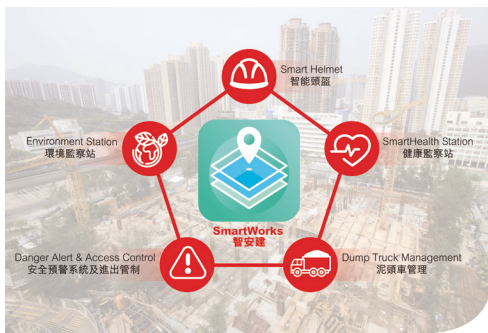 Smart Helmet
智能頭盔
Environment Station
環境監察站
SmartHealth Station
健康監察站
SmartWorks
智安建
Danger Alert & Access Control
安全預警系統及進出管制
Dump Truck Management
泥頭車管理